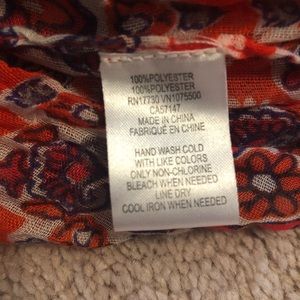 100%POLYESTER
100%POLYESTER
RN17730 VN1075500
CA57147
MADE IN CHINA
FABRIQUÉ EN CHINE
HAND WASH COLD
WITH LIKE COLORS
ONLY NON-CHLORINE
BLEACH WHEN NEEDED
LINE DRY
COOL IRON WHEN NEEDED